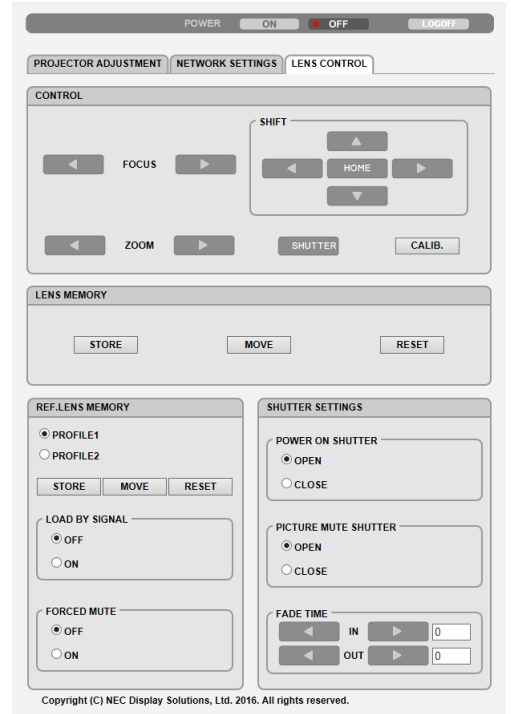 POWER ON OFF LOGOFF
PROJECTOR ADJUSTMENT NETWORK SETTINGS LENS CONTROL
CONTROL
SHIFT
FOCUS
HOME
ZOOM
SHUTTER
CALIB.
LENS MEMORY
STORE MOVE RESET
REF.LENS MEMORY
PROFILE1
PROFILE2
STORE MOVE RESET
LOAD BY SIGNAL
OFF
ON
FORCED MUTE
OFF
ON
SHUTTER SETTINGS
POWER ON SHUTTER
OPEN
CLOSE
PICTURE MUTE SHUTTER
OPEN
CLOSE
FADE TIME
IN 0
OUT 0
Copyright (C) NEC Display Solutions, Ltd. 2016. All rights reserved.